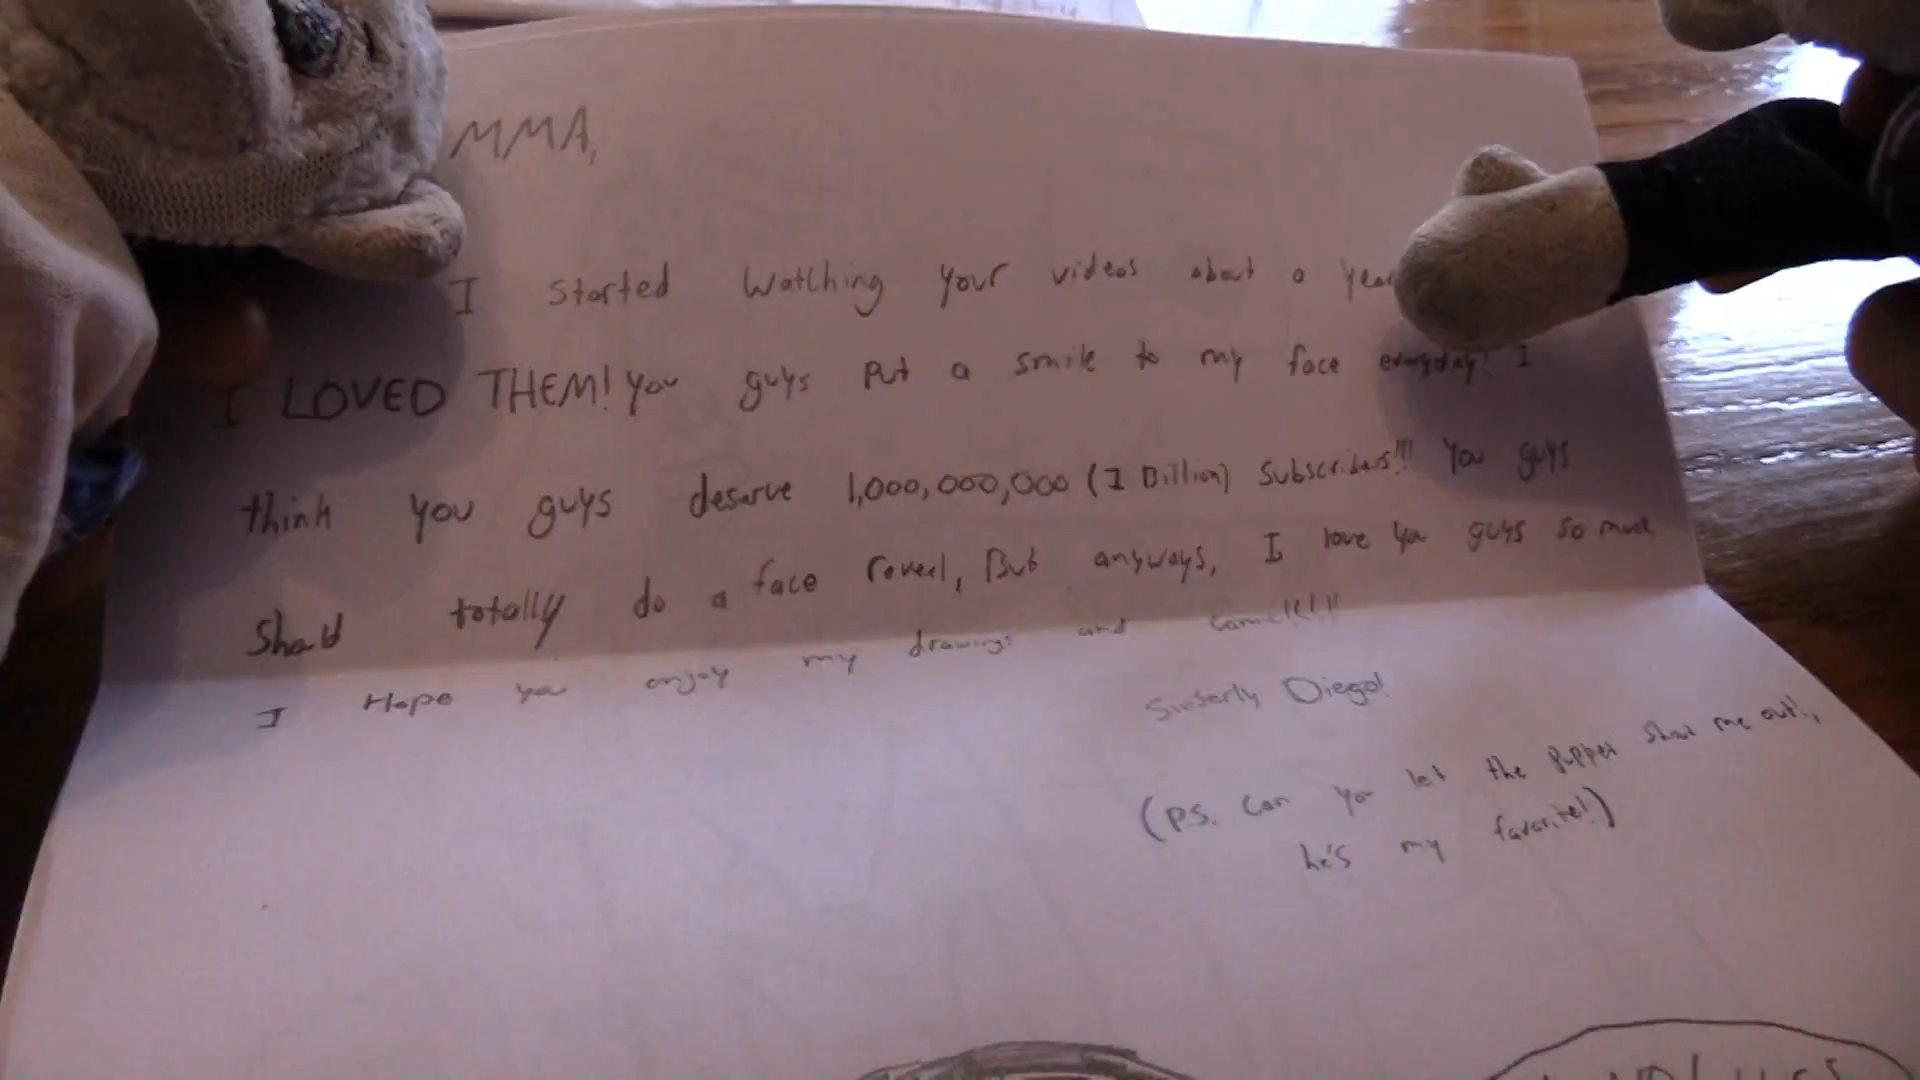 MMA,
I Started Watching your videos about a year
I LOVED THEM! You guys Put a smile to my face everyday! I
think you guys deserve 1,000,000,000 (1 Billion) Subscribers!!! You guys
Should totally do a face reveal, But anyways, I love you guys so much,
I Hope you enjoy my drawings and comic!!!!!
Sinserly Diego!
(P.S. Can you let the Puppet Shout me out!,
he's my favorite!)